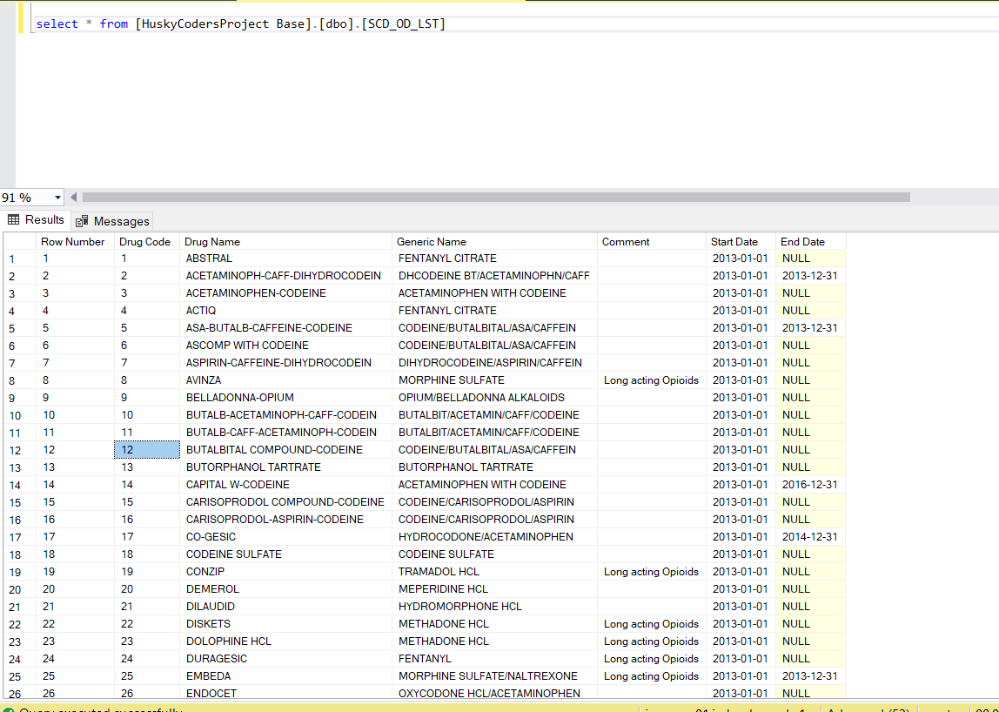 select * from [HuskyCodersProject Base].[dbo].[SCD_OD_LST]
91 %
Results Messages
Row Number Drug Code Drug Name Generic Name Comment Start Date End Date
1 1 1 ABSTRAL FENTANYL CITRATE 2013-01-01 NULL
2 2 2 ACETAMINOPH-CAFF-DIHYDROCODEIN DHCODEINE BT/ACETAMINOPHN/CAFF 2013-01-01 2013-12-31
3 3 3 ACETAMINOPHEN-CODEINE ACETAMINOPHEN WITH CODEINE 2013-01-01 NULL
4 4 4 ACTIQ FENTANYL CITRATE 2013-01-01 NULL
5 5 5 ASA-BUTALB-CAFFEINE-CODEINE CODEINE/BUTALBITAL/ASA/CAFFEIN 2013-01-01 2013-12-31
6 6 6 ASCOMP WITH CODEINE CODEINE/BUTALBITAL/ASA/CAFFEIN 2013-01-01 NULL
7 7 7 ASPIRIN-CAFFEINE-DIHYDROCODEIN DIHYDROCODEINE/ASPIRIN/CAFFEIN 2013-01-01 NULL
8 8 8 AVINZA MORPHINE SULFATE Long acting Opioids 2013-01-01 NULL
9 9 9 BELLADONNA-OPIUM OPIUM/BELLADONNA ALKALOIDS 2013-01-01 NULL
10 10 10 BUTALB-ACETAMINOPH-CAFF-CODEIN BUTALBIT/ACETAMIN/CAFF/CODEINE 2013-01-01 NULL
11 11 11 BUTALB-CAFF-ACETAMINOPH-CODEIN BUTALBIT/ACETAMIN/CAFF/CODEINE 2013-01-01 NULL
12 12 12 BUTALBITAL COMPOUND-CODEINE CODEINE/BUTALBITAL/ASA/CAFFEIN 2013-01-01 NULL
13 13 13 BUTORPHANOL TARTRATE BUTORPHANOL TARTRATE 2013-01-01 NULL
14 14 14 CAPITAL W-CODEINE ACETAMINOPHEN WITH CODEINE 2013-01-01 2016-12-31
15 15 15 CARISOPRODOL COMPOUND-CODEINE CODEINE/CARISOPRODOL/ASPIRIN 2013-01-01 NULL
16 16 16 CARISOPRODOL-ASPIRIN-CODEINE CODEINE/CARISOPRODOL/ASPIRIN 2013-01-01 NULL
17 17 17 CO-GESIC HYDROCODONE/ACETAMINOPHEN 2013-01-01 2014-12-31
18 18 18 CODEINE SULFATE CODEINE SULFATE 2013-01-01 NULL
19 19 19 CONZIP TRAMADOL HCL Long acting Opioids 2013-01-01 NULL
20 20 20 DEMEROL MEPERIDINE HCL 2013-01-01 NULL
21 21 21 DILAUDID HYDROMORPHONE HCL 2013-01-01 NULL
22 22 22 DISKETS METHADONE HCL Long acting Opioids 2013-01-01 NULL
23 23 23 DOLOPHINE HCL METHADONE HCL Long acting Opioids 2013-01-01 NULL
24 24 24 DURAGESIC FENTANYL Long acting Opioids 2013-01-01 NULL
25 25 25 EMBEDA MORPHINE SULFATE/NALTREXONE Long acting Opioids 2013-01-01 2013-12-31
26 26 26 ENDOCET OXYCODONE HCL/ACETAMINOPHEN 2013-01-01 NULL
Query executed successfully